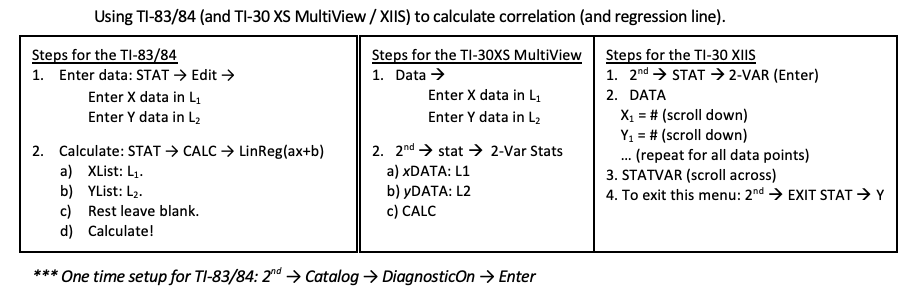 Using TI-83/84 (and TI-30 XS MultiView / XIIS) to calculate correlation (and regression line).
Steps for the TI-83/84
1. Enter data: STAT → Edit →
Enter X data in L₁
Enter Y data in L₂
2. Calculate: STAT → CALC → LinReg(ax+b)
a) XList: L₁.
b) YList: L₂.
c) Rest leave blank.
d) Calculate!
Steps for the TI-30XS MultiView
1. Data →
Enter X data in L₁
Enter Y data in L₂
2. 2ⁿᵈ → stat → 2-Var Stats
a) xDATA: L1
b) yDATA: L2
c) CALC
Steps for the TI-30 XIIS
1. 2ⁿᵈ → STAT → 2-VAR (Enter)
2. DATA
X₁ = # (scroll down)
Y₁ = # (scroll down)
... (repeat for all data points)
3. STATVAR (scroll across)
4. To exit this menu: 2ⁿᵈ → EXIT STAT → Y
*** One time setup for TI-83/84: 2ⁿᵈ → Catalog → DiagnosticOn → Enter